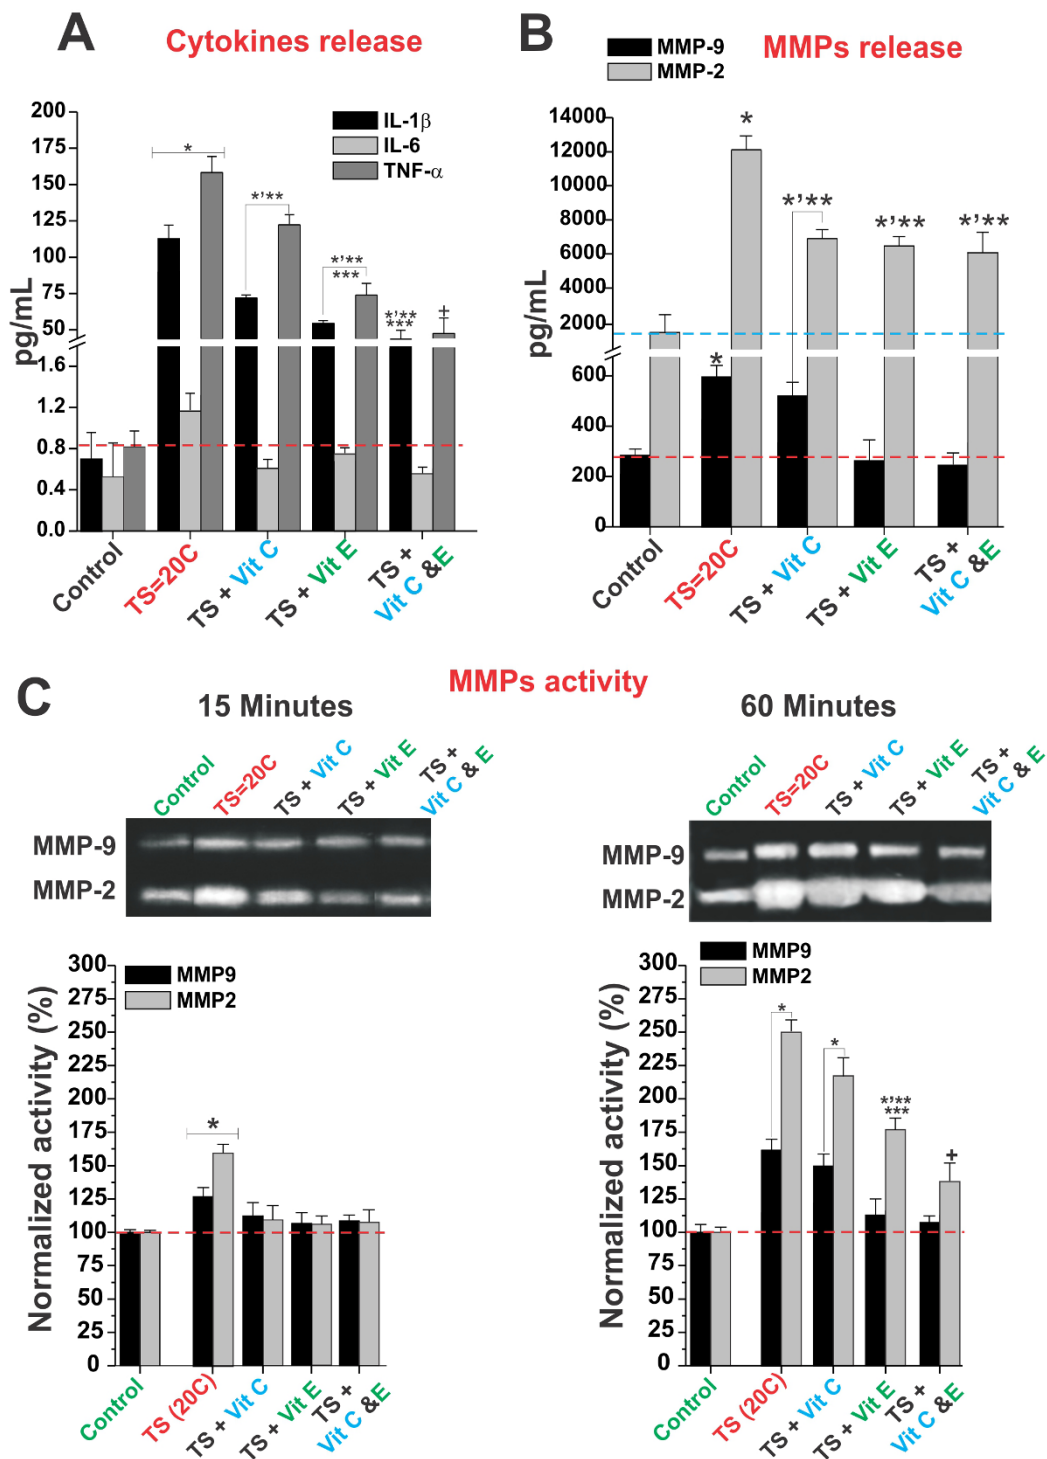 A
Cytokines release
IL-1β
IL-6
TNF-α
200
175
150
125
100
75
50
1.6
1.2
0.8
0.4
0.0
pg/mL
*
*'**
*'**
***
*'**
***
‡
Control
TS=20C
TS + Vit C
TS + Vit E
TS +
Vit C &E
B
MMP-9
MMP-2
MMPs release
14000
12000
10000
8000
6000
4000
2000
600
400
200
0
pg/mL
*
*
*'**
*'**
*'**
Control
TS=20C
TS + Vit C
TS + Vit E
TS +
Vit C &E
C
MMPs activity
15 Minutes
Control
TS=20C
TS + Vit C
TS + Vit E
TS +
Vit C & E
MMP-9
MMP-2
MMP9
MMP2
300
275
250
225
200
175
150
125
100
75
50
25
0
Normalized activity (%)
*
Control
TS (20C)
TS + Vit C
TS + Vit E
TS +
Vit C &E
60 Minutes
Control
TS=20C
TS + Vit C
TS + Vit E
TS +
Vit C & E
MMP-9
MMP-2
MMP9
MMP2
300
275
250
225
200
175
150
125
100
75
50
25
0
Normalized activity (%)
*
*
*'**
***
+
Control
TS (20C)
TS + Vit C
TS + Vit E
TS +
Vit C &E